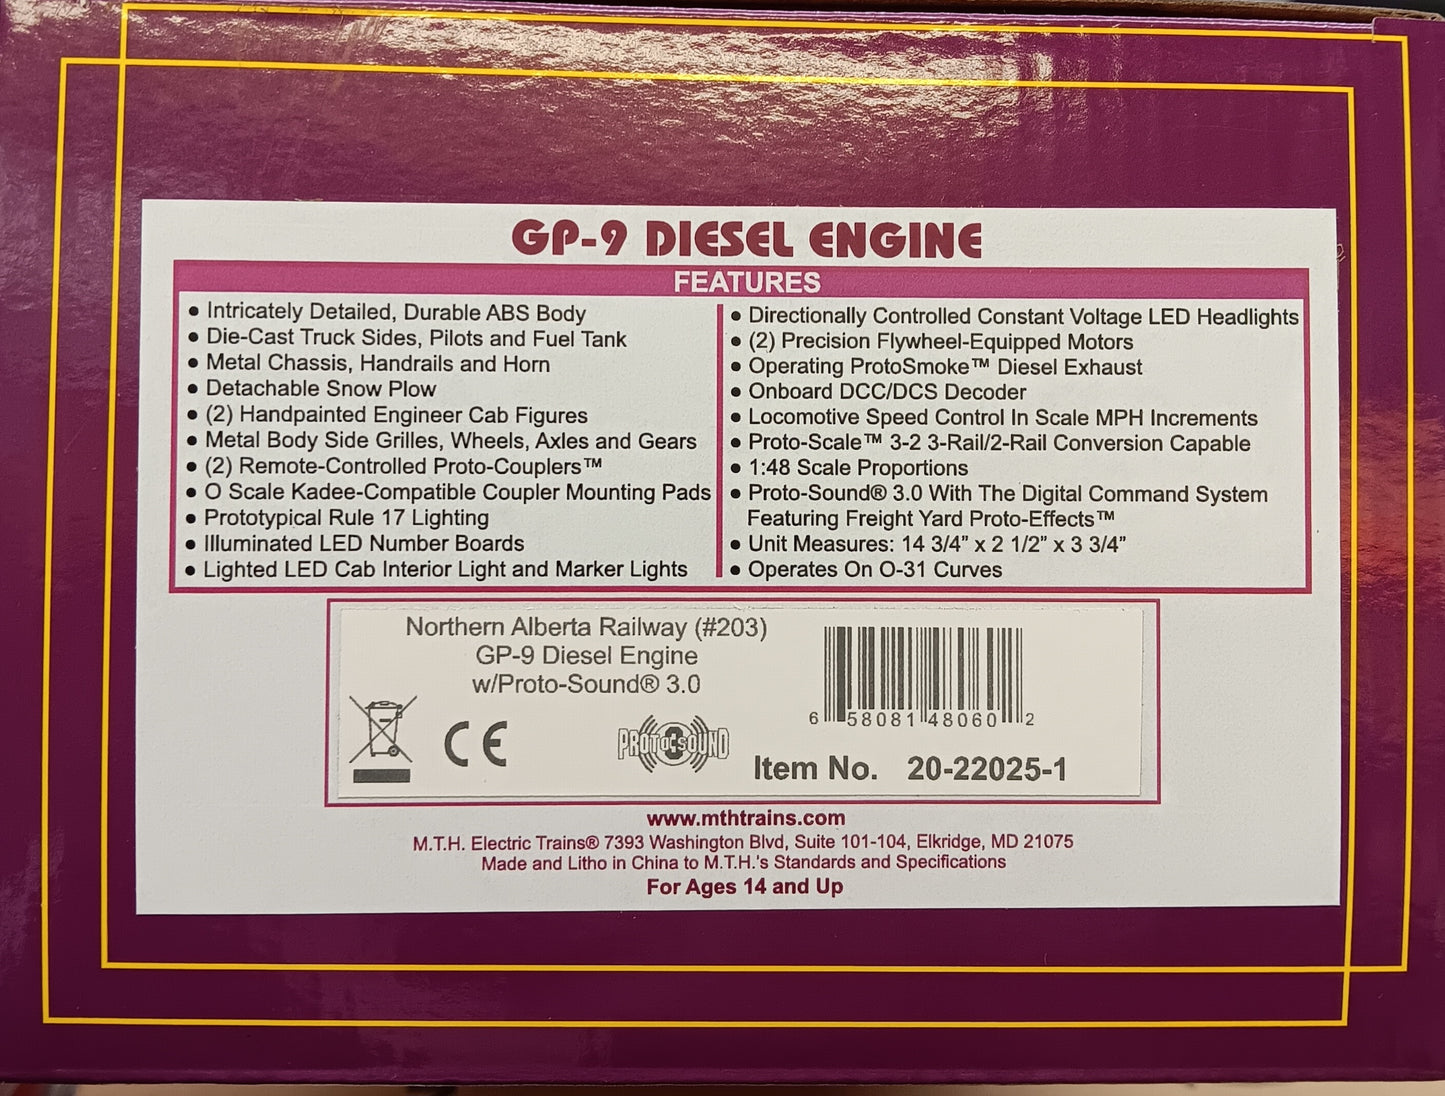 GP-9 DIESEL ENGINE
FEATURES
● Intricately Detailed, Durable ABS Body
● Die-Cast Truck Sides, Pilots and Fuel Tank
● Metal Chassis, Handrails and Horn
● Detachable Snow Plow
● (2) Handpainted Engineer Cab Figures
● Metal Body Side Grilles, Wheels, Axles and Gears
● (2) Remote-Controlled Proto-Couplers™
● O Scale Kadee-Compatible Coupler Mounting Pads
● Prototypical Rule 17 Lighting
● Illuminated LED Number Boards
● Lighted LED Cab Interior Light and Marker Lights
● Directionally Controlled Constant Voltage LED Headlights
● (2) Precision Flywheel-Equipped Motors
● Operating ProtoSmoke™ Diesel Exhaust
● Onboard DCC/DCS Decoder
● Locomotive Speed Control In Scale MPH Increments
● Proto-Scale™ 3-2 3-Rail/2-Rail Conversion Capable
● 1:48 Scale Proportions
● Proto-Sound® 3.0 With The Digital Command System
Featuring Freight Yard Proto-Effects™
● Unit Measures: 14 3/4” x 2 1/2” x 3 3/4”
● Operates On O-31 Curves
Northern Alberta Railway (#203)
GP-9 Diesel Engine
w/Proto-Sound® 3.0
CE
PROTO SOUND 3
6 58081 48060 2
Item No. 20-22025-1
www.mthtrains.com
M.T.H. Electric Trains® 7393 Washington Blvd, Suite 101-104, Elkridge, MD 21075
Made and Litho in China to M.T.H.'s Standards and Specifications
For Ages 14 and Up